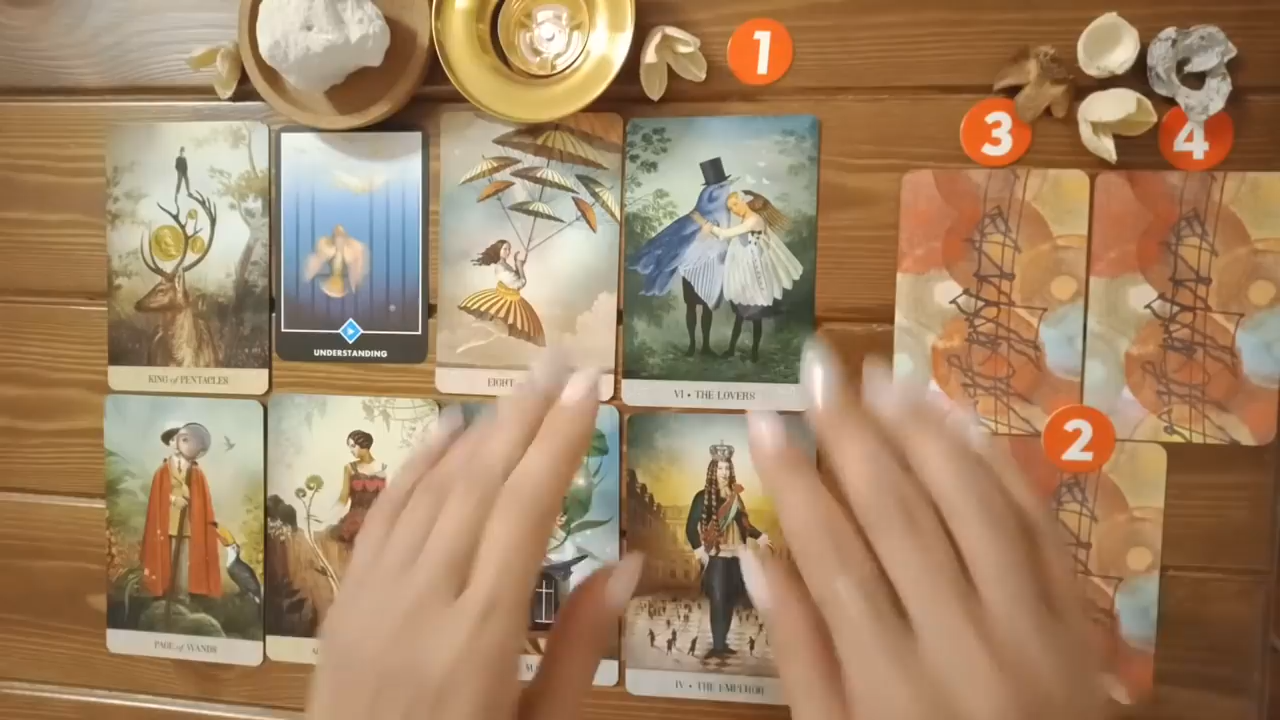 1
3
4
KING of PENTACLES
UNDERSTANDING
EIGHT
VI • THE LOVERS
2
PAGE of WANDS
IV • THE EMPEROR